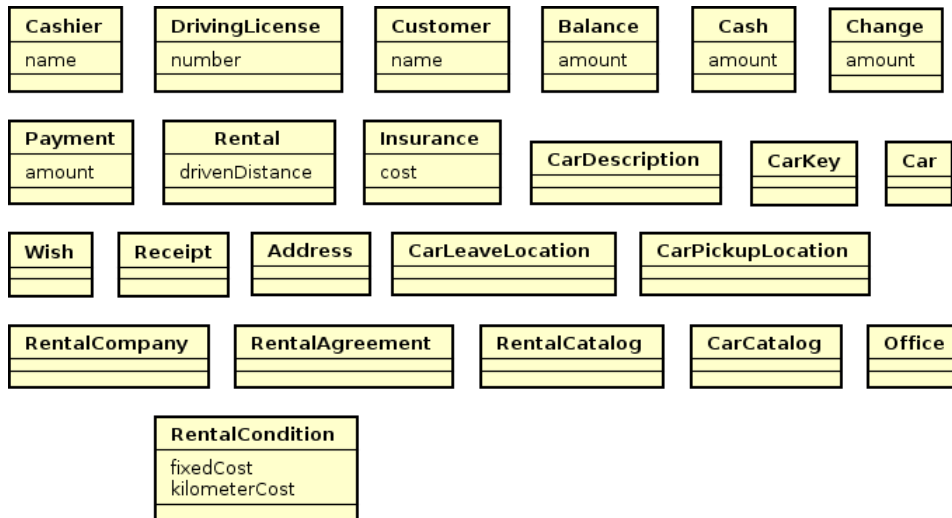 Cashier
name
DrivingLicense
number
Customer
name
Balance
amount
Cash
amount
Change
amount
Payment
amount
Rental
drivenDistance
Insurance
cost
CarDescription
CarKey
Car
Wish
Receipt
Address
CarLeaveLocation
CarPickupLocation
RentalCompany
RentalAgreement
RentalCatalog
CarCatalog
Office
RentalCondition
fixedCost
kilometerCost